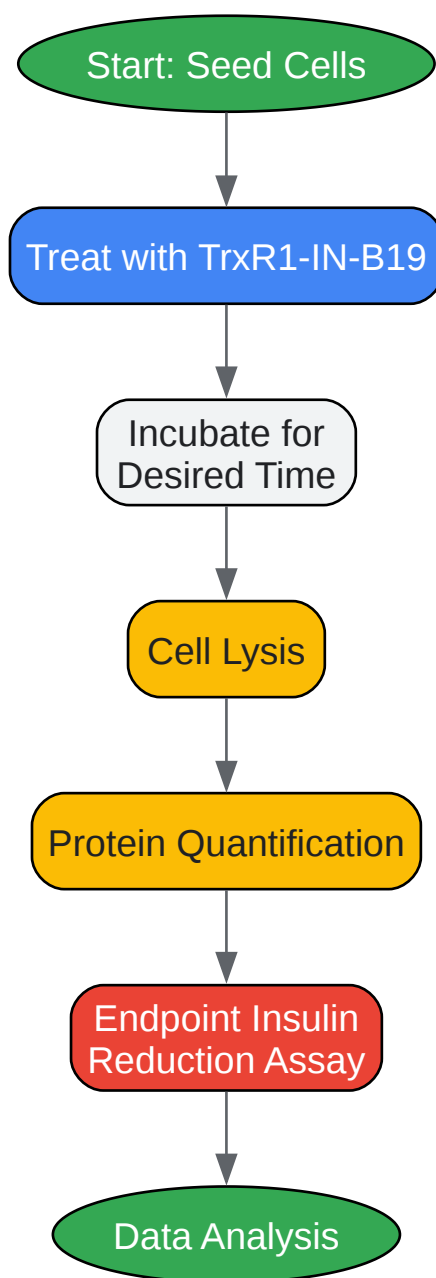 Start: Seed Cells
Treat with TrxR1-IN-B19
Incubate for
Desired Time
Cell Lysis
Protein Quantification
Endpoint Insulin
Reduction Assay
Data Analysis